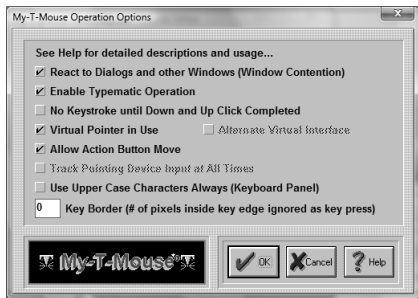 My-T-Mouse Operation Options
See Help for detailed descriptions and usage...
React to Dialogs and other Windows (Window Contention)
Enable Typematic Operation
No Keystroke until Down and Up Click Completed
Virtual Pointer in Use Alternate Virtual Interface
Allow Action Button Move
Track Pointing Device Input at All Times
Use Upper Case Characters Always (Keyboard Panel)
0 Key Border (# of pixels inside key edge ignored as key press)
My-T-Mouse® OK Cancel Help